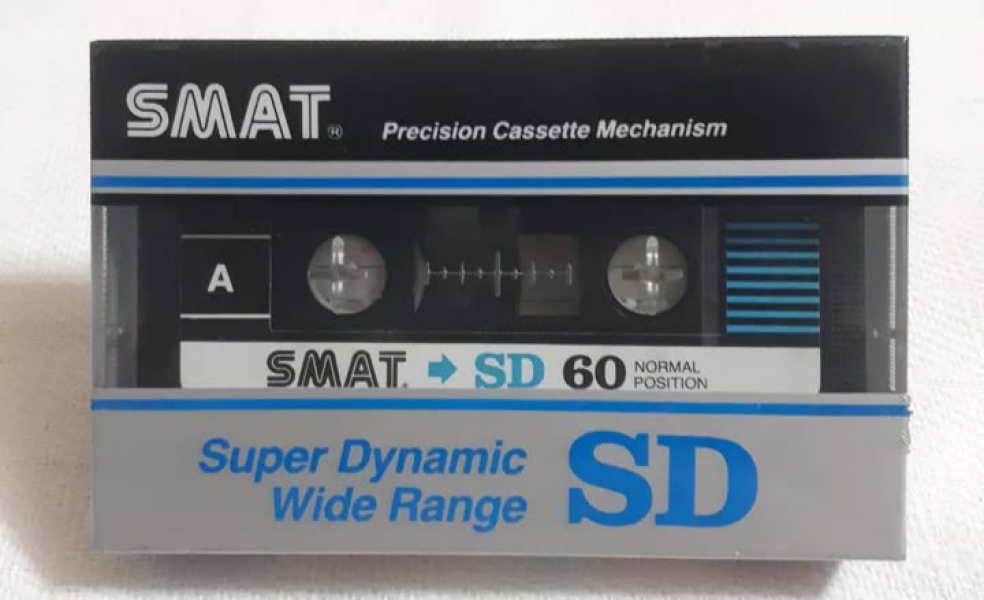 SMAT®
Precision Cassette Mechanism
A
SMAT® ➡ SD 60 NORMAL POSITION
Super Dynamic
Wide Range
SD